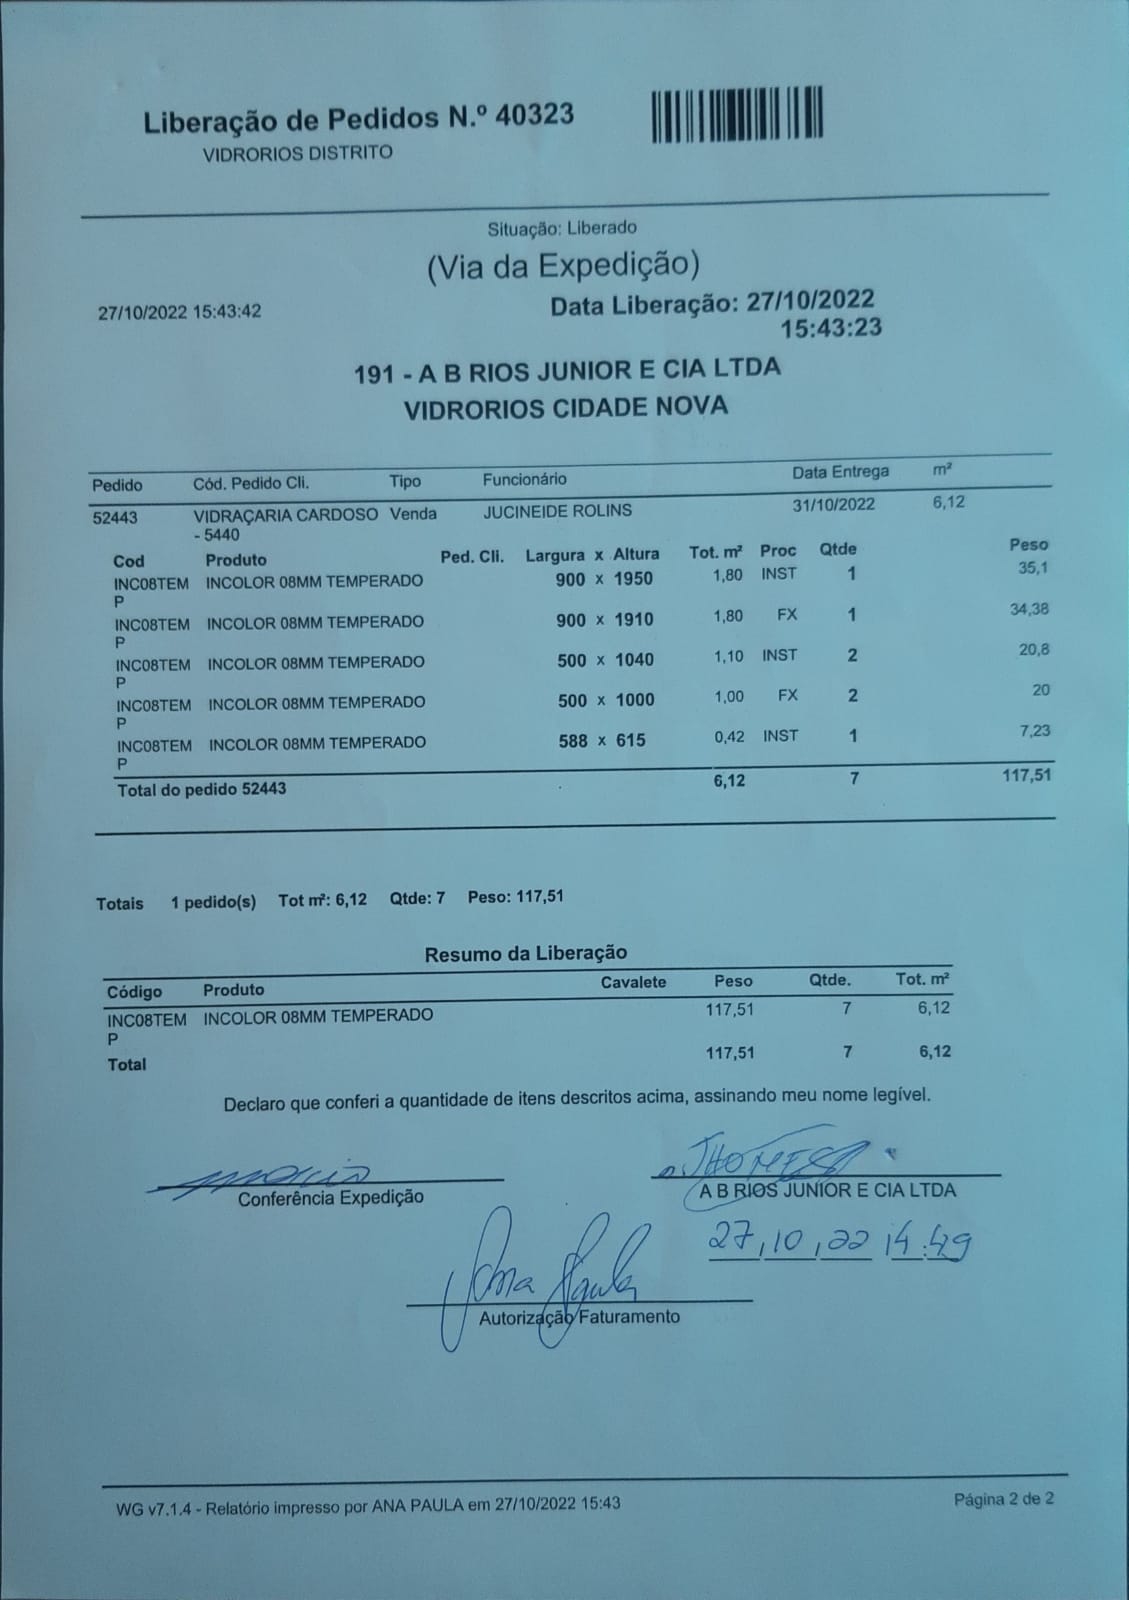 Liberação de Pedidos N.º 40323
VIDRORIOS DISTRITO
Situação: Liberado
(Via da Expedição)
27/10/2022 15:43:42 Data Liberação: 27/10/2022
15:43:23
191 - A B RIOS JUNIOR E CIA LTDA
VIDRORIOS CIDADE NOVA
Pedido Cód. Pedido Cli. Tipo Funcionário Data Entrega m²
52443 VIDRAÇARIA CARDOSO Venda JUCINEIDE ROLINS 31/10/2022 6,12
- 5440
Cod Produto Ped. Cli. Largura x Altura Tot. m² Proc Qtde Peso
INC08TEM INCOLOR 08MM TEMPERADO 900 x 1950 1,80 INST 1 35,1
P
INC08TEM INCOLOR 08MM TEMPERADO 900 x 1910 1,80 FX 1 34,38
P
INC08TEM INCOLOR 08MM TEMPERADO 500 x 1040 1,10 INST 2 20,8
P
INC08TEM INCOLOR 08MM TEMPERADO 500 x 1000 1,00 FX 2 20
P
INC08TEM INCOLOR 08MM TEMPERADO 588 x 615 0,42 INST 1 7,23
P
Total do pedido 52443 6,12 7 117,51
Totais 1 pedido(s) Tot m²: 6,12 Qtde: 7 Peso: 117,51
Resumo da Liberação
Código Produto Cavalete Peso Qtde. Tot. m²
INC08TEM INCOLOR 08MM TEMPERADO 117,51 7 6,12
P
Total 117,51 7 6,12
Declaro que conferi a quantidade de itens descritos acima, assinando meu nome legível.
Conferência Expedição A B RIOS JUNIOR E CIA LTDA
27,10,22 14:49
Ana Paula
Autorização Faturamento
WG v7.1.4 - Relatório impresso por ANA PAULA em 27/10/2022 15:43 Página 2 de 2